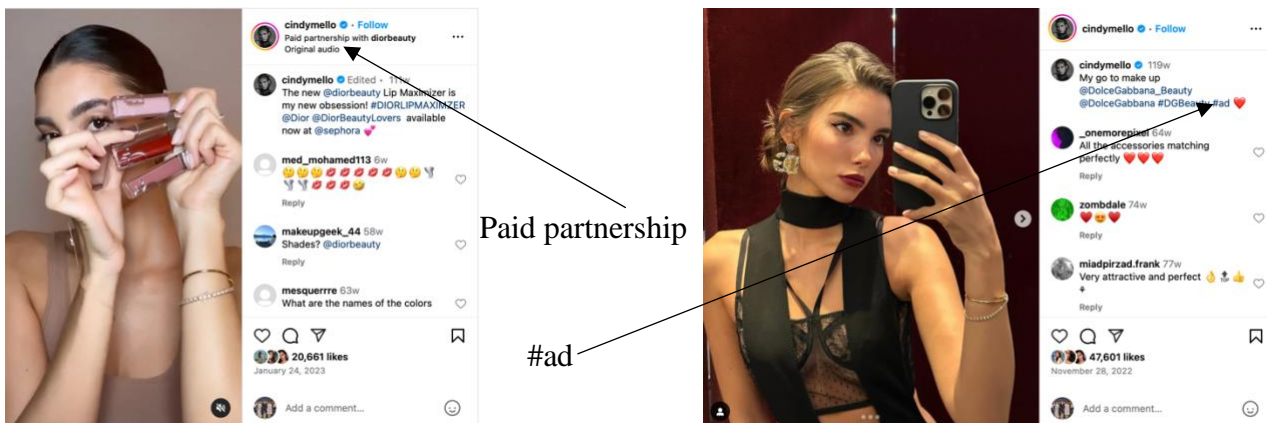 cindymello • Follow
Paid partnership with diorbeauty
Original audio
cindymello Edited • 111w
The new @diorbeauty Lip Maximizer is
my new obsession! #DIORLIPMAXIMZER
@Dior @DiorBeautyLovers available
now at @sephora 💕
med_mohamed113 6w
Reply
makeupgeek_44 58w
Shades? @diorbeauty
Reply
mesquerrre 63w
What are the names of the colors
20,661 likes
January 24, 2023
Add a comment...
Paid partnership
#ad
cindymello • Follow
cindymello 119w
My go to make up
@DolceGabbana_Beauty
@DolceGabbana #DGBeauty #ad ❤️
_onemorepixel 64w
All the accessories matching
perfectly ❤️❤️❤️
Reply
zombdale 74w
❤️😍❤️
Reply
miadpirzad.frank 77w
Very attractive and perfect 👌🔝👍
Reply
47,601 likes
November 28, 2022
Add a comment...